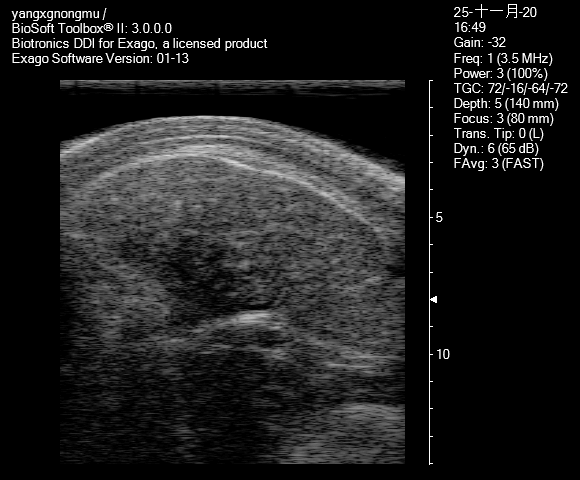 yangxgnongmu /
BioSoft Toolbox® II: 3.0.0.0
Biotronics DDI for Exago, a licensed product
Exago Software Version: 01-13
25-十一月-20
16:49
Gain: -32
Freq: 1 (3.5 MHz)
Power: 3 (100%)
TGC: 72/-16/-64/-72
Depth: 5 (140 mm)
Focus: 3 (80 mm)
Trans. Tip: 0 (L)
Dyn.: 6 (65 dB)
FAvg: 3 (FAST)
5
10